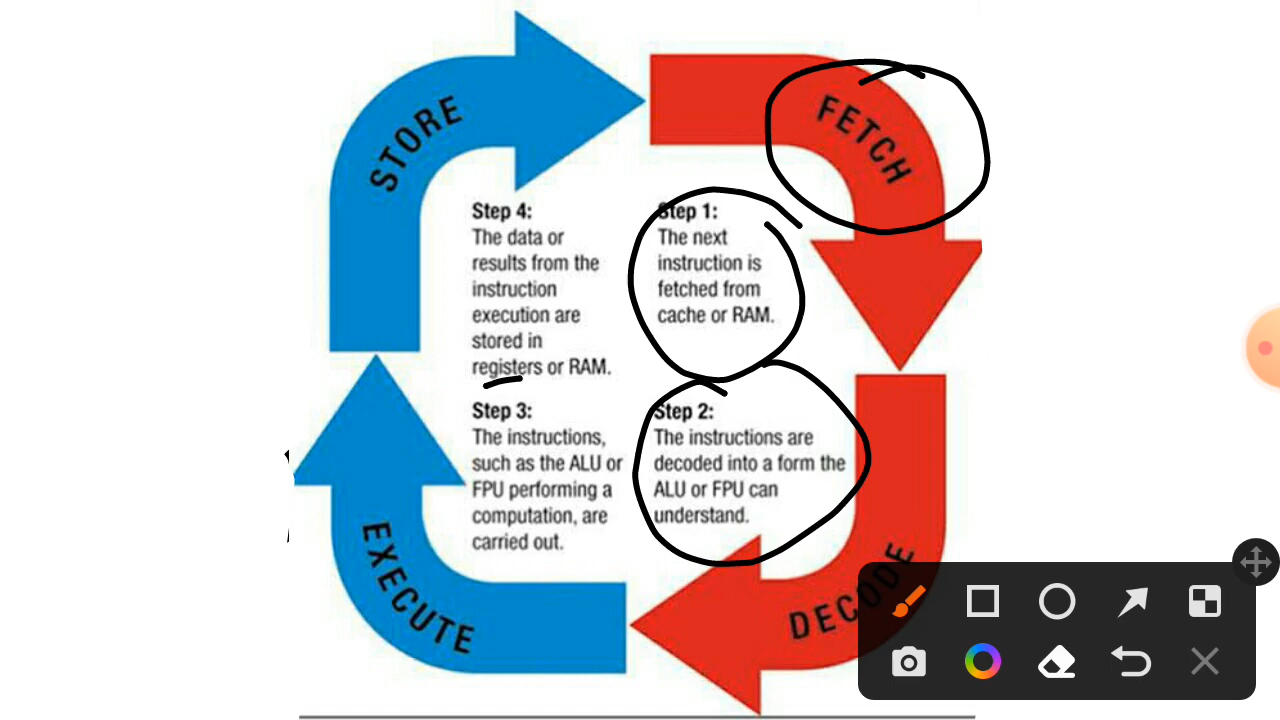 STORE
FETCH
Step 4:
The data or
results from the
instruction
execution are
stored in
registers or RAM.
Step 1:
The next
instruction is
fetched from
cache or RAM.
Step 3:
The instructions,
such as the ALU or
FPU performing a
computation, are
carried out.
Step 2:
The instructions are
decoded into a form the
ALU or FPU can
understand.
EXECUTE
DECODE